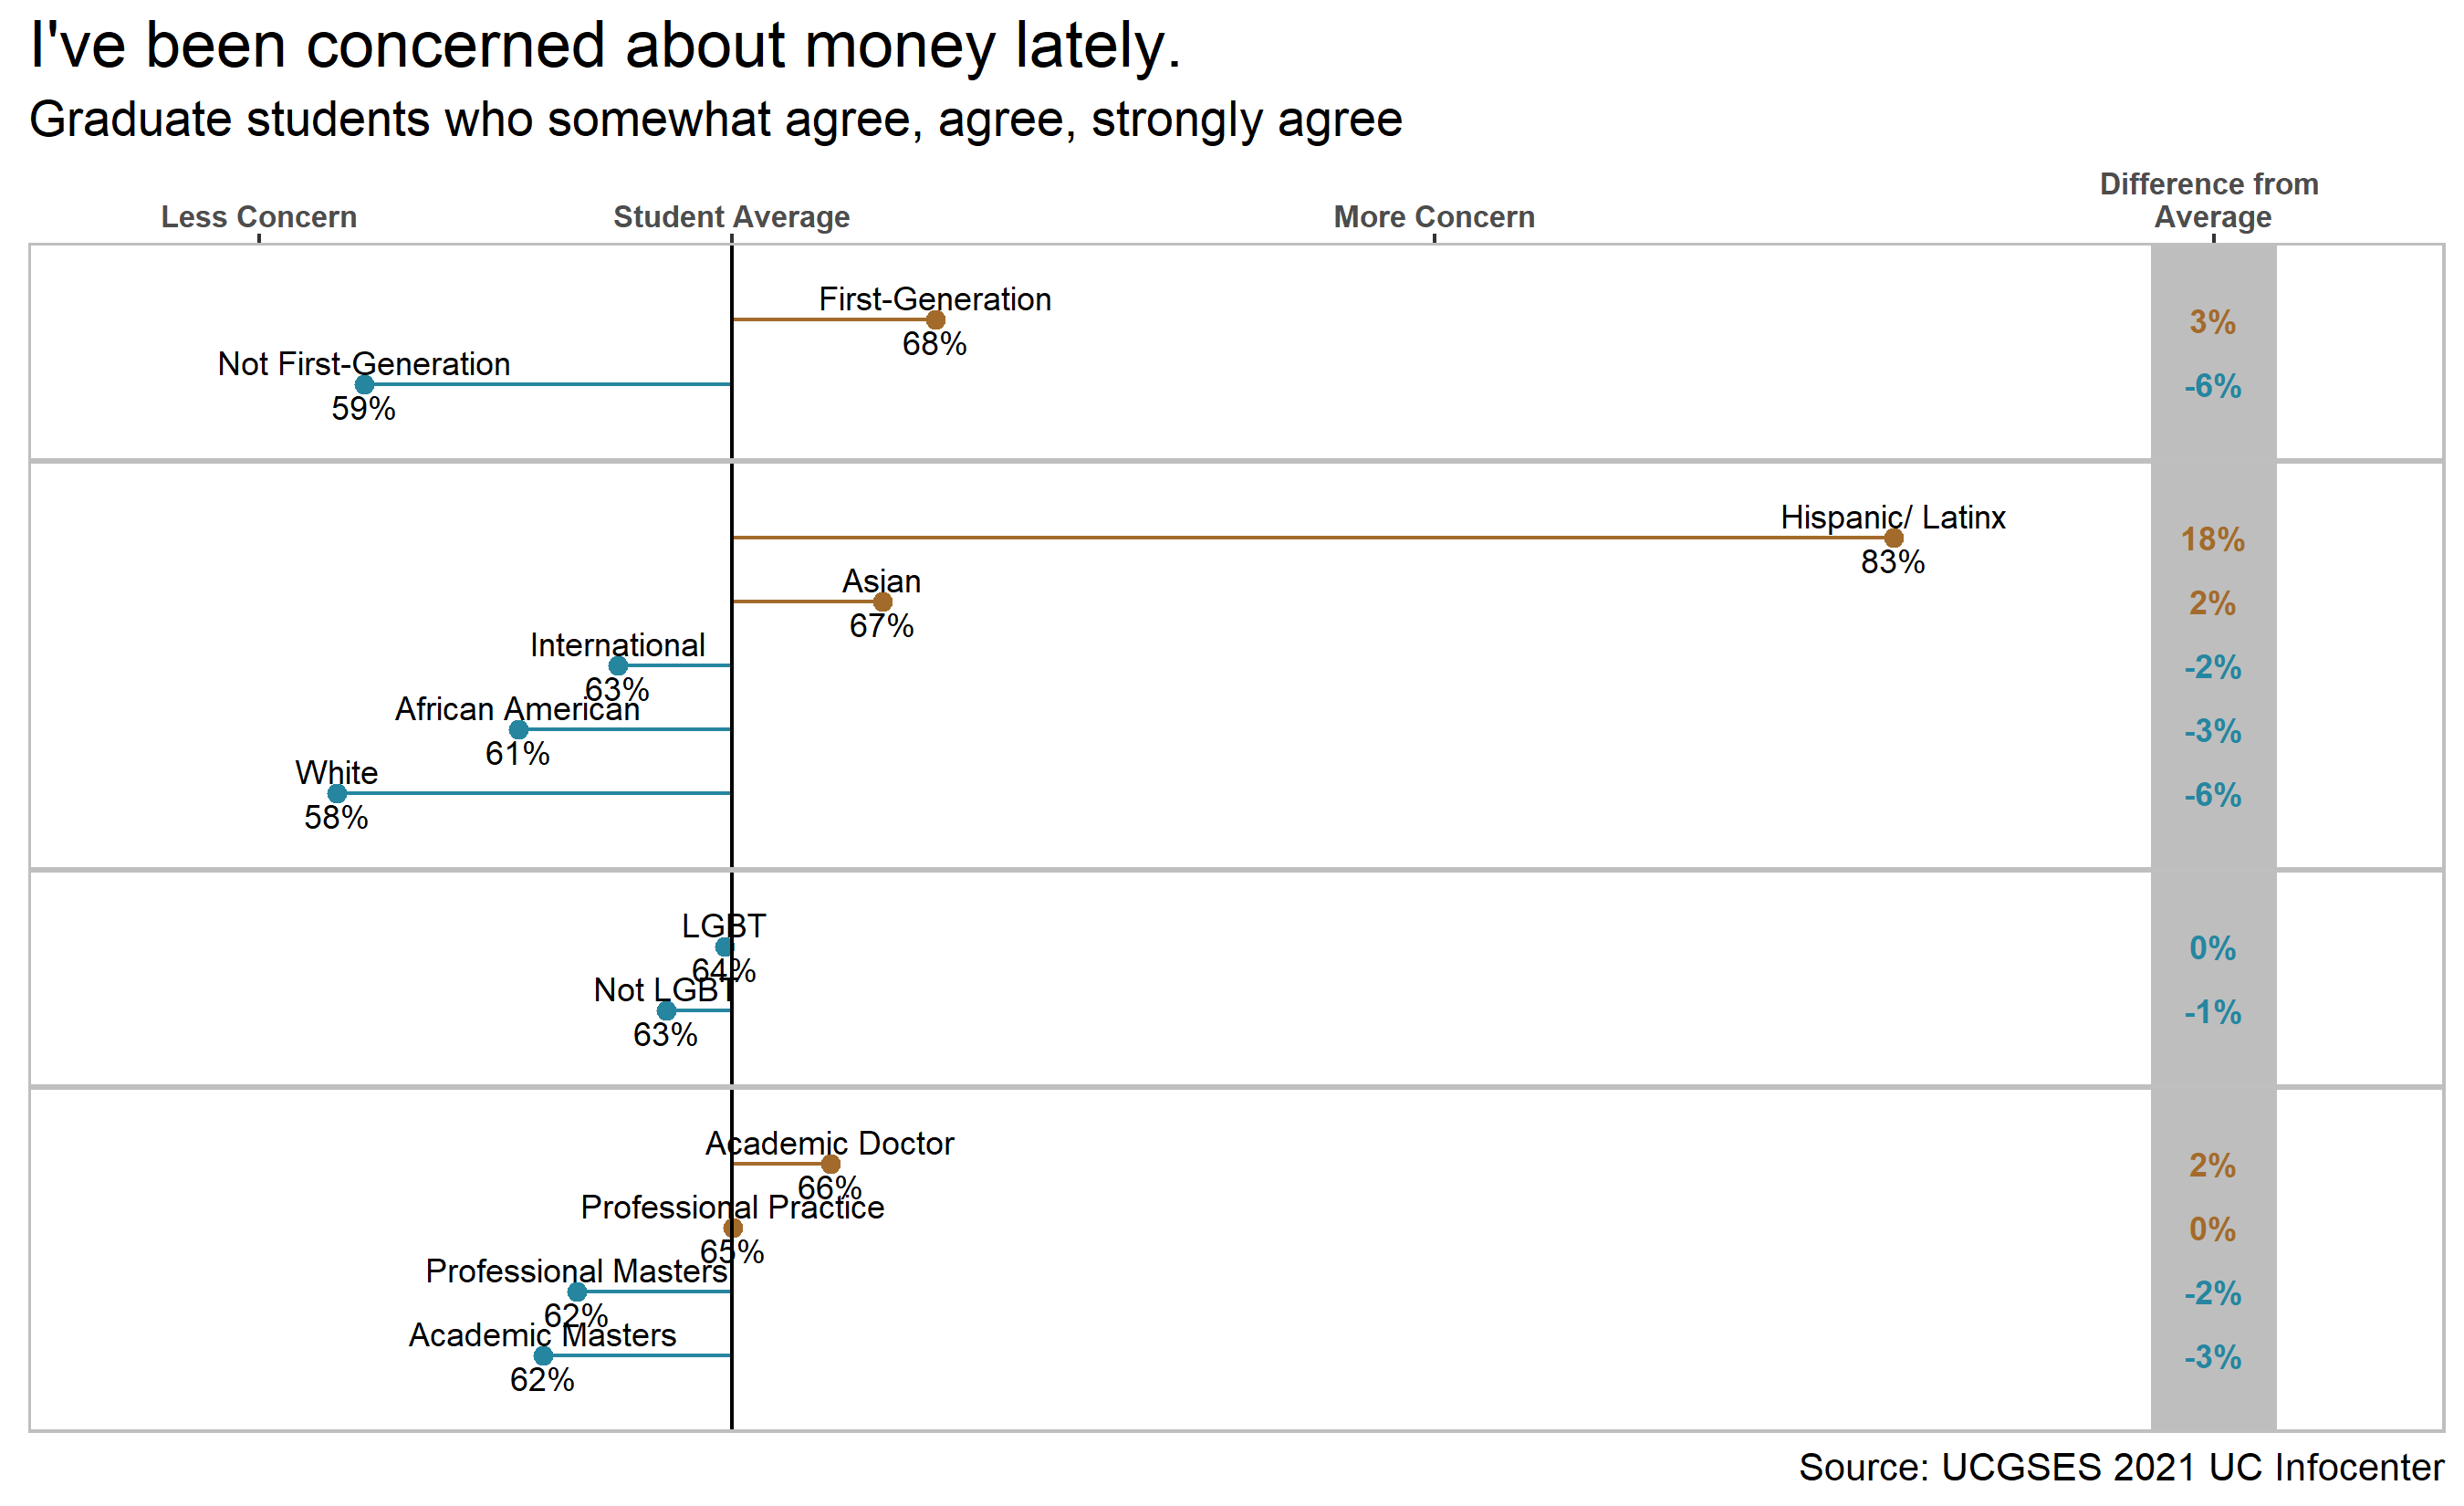 I've been concerned about money lately.
Graduate students who somewhat agree, agree, strongly agree
Less Concern
Student Average
More Concern
Difference from
Average
First-Generation
68%
3%
Not First-Generation
59%
-6%
Hispanic/ Latinx
83%
18%
Asian
67%
2%
International
63%
-2%
African American
61%
-3%
White
58%
-6%
LGBT
64%
0%
Not LGBT
63%
-1%
Academic Doctor
66%
2%
Professional Practice
65%
0%
Professional Masters
62%
-2%
Academic Masters
62%
-3%
Source: UCGSES 2021 UC Infocenter